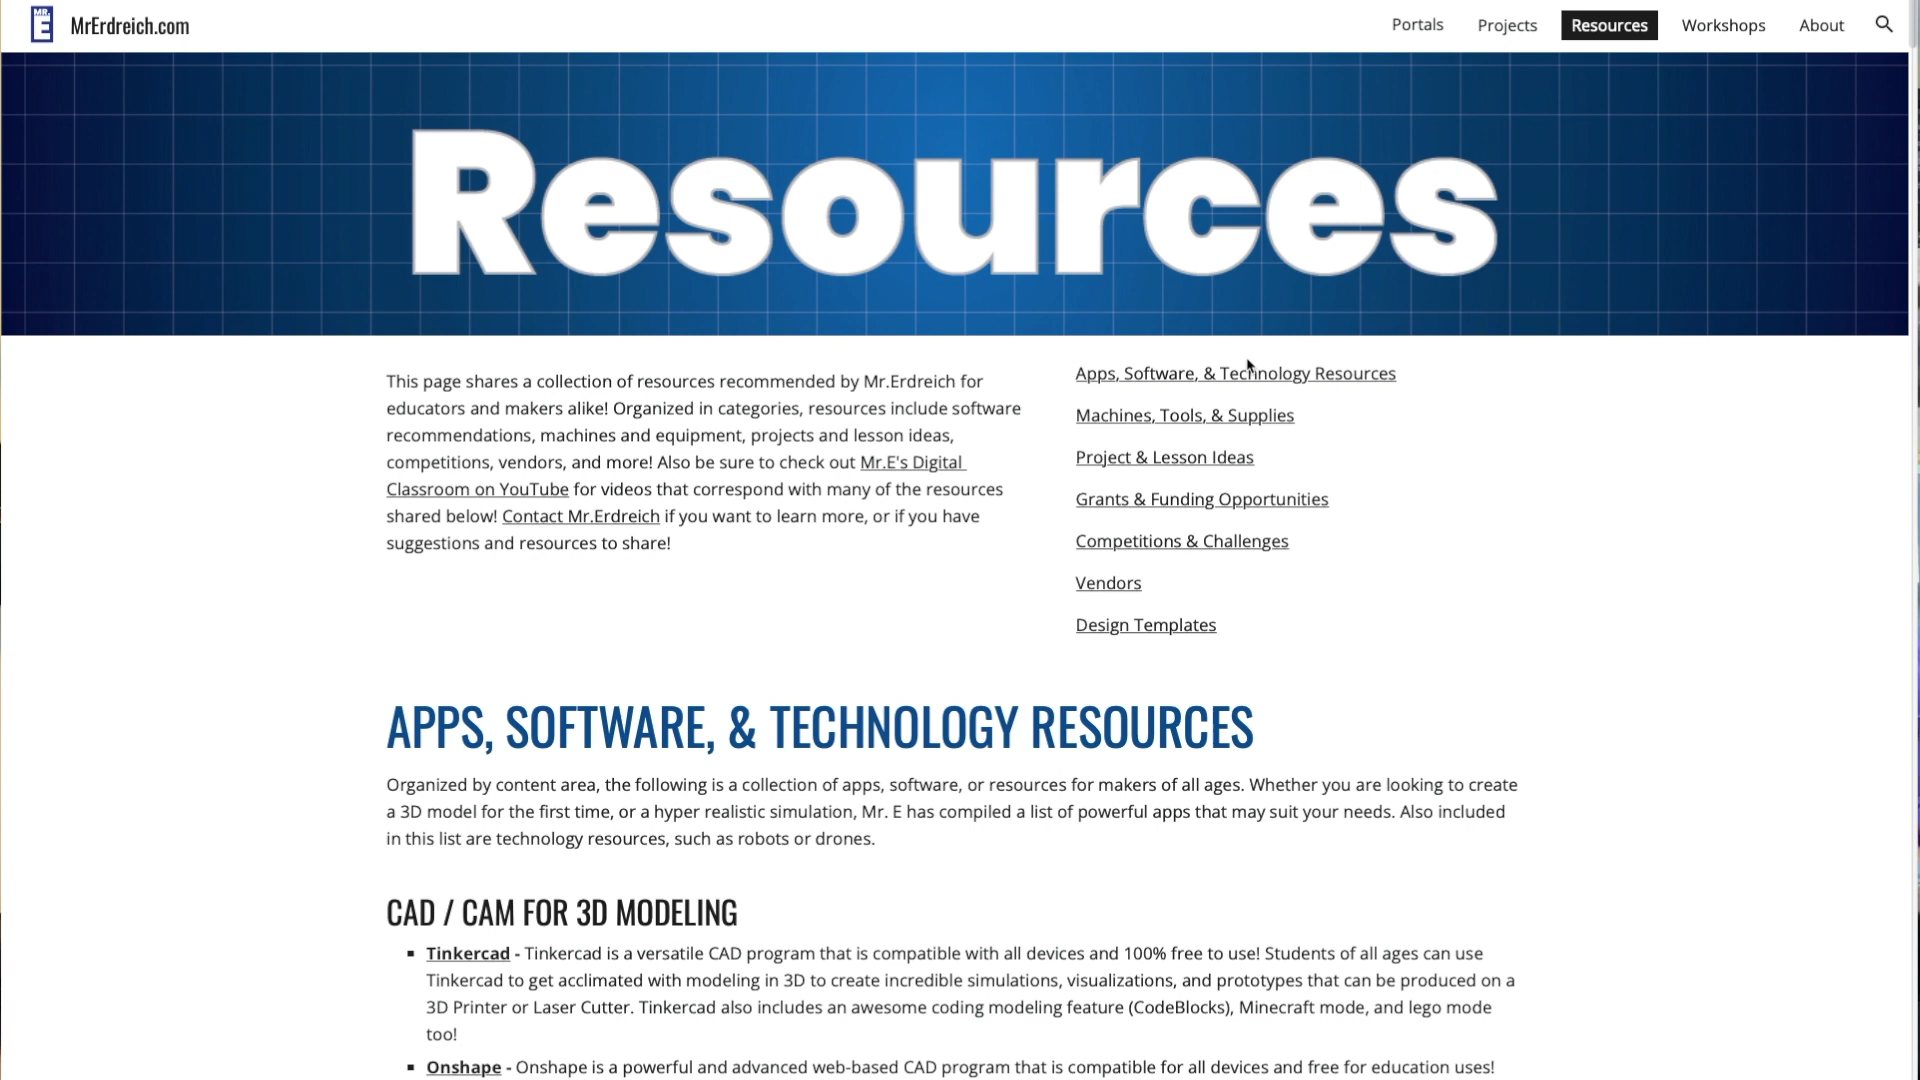 MR.
E
MrErdreich.com
Portals
Projects
Resources
Workshops
About
Resources
This page shares a collection of resources recommended by Mr.Erdreich for
educators and makers alike! Organized in categories, resources include software
recommendations, machines and equipment, projects and lesson ideas,
competitions, vendors, and more! Also be sure to check out Mr.E's Digital
Classroom on YouTube for videos that correspond with many of the resources
shared below! Contact Mr.Erdreich if you want to learn more, or if you have
suggestions and resources to share!
Apps, Software, & Technology Resources
Machines, Tools, & Supplies
Project & Lesson Ideas
Grants & Funding Opportunities
Competitions & Challenges
Vendors
Design Templates
APPS, SOFTWARE, & TECHNOLOGY RESOURCES
Organized by content area, the following is a collection of apps, software, or resources for makers of all ages. Whether you are looking to create
a 3D model for the first time, or a hyper realistic simulation, Mr. E has compiled a list of powerful apps that may suit your needs. Also included
in this list are technology resources, such as robots or drones.
CAD / CAM FOR 3D MODELING
▪ Tinkercad - Tinkercad is a versatile CAD program that is compatible with all devices and 100% free to use! Students of all ages can use
Tinkercad to get acclimated with modeling in 3D to create incredible simulations, visualizations, and prototypes that can be produced on a
3D Printer or Laser Cutter. Tinkercad also includes an awesome coding modeling feature (CodeBlocks), Minecraft mode, and lego mode
too!
▪ Onshape - Onshape is a powerful and advanced web-based CAD program that is compatible for all devices and free for education uses!